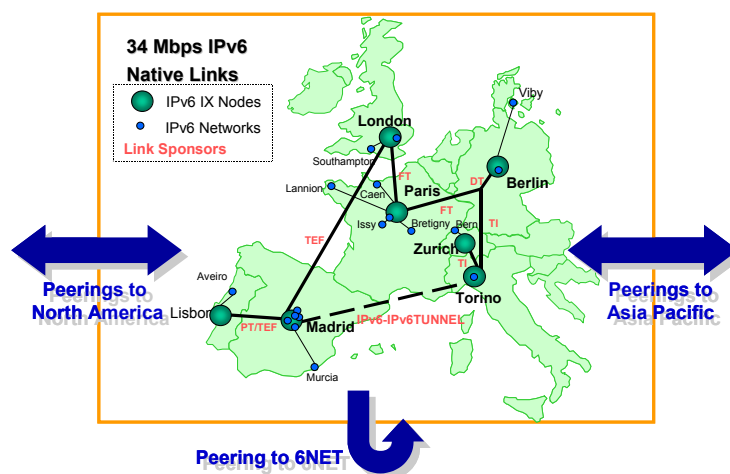 34 Mbps IPv6
Native Links
IPv6 IX Nodes
IPv6 Networks
Link Sponsors
Viby
London
Southampton
FT
Paris
DT
Berlin
Lannion
Caen
FT
Issy
Bretigny
Bern
TI
TEF
Zurich
TI
Peerings to
North America
Aveiro
Torino
Peerings to
Asia Pacific
Lisbon
PT/TEF
Madrid
IPv6-IPv6TUNNEL
Murcia
Peering to 6NET